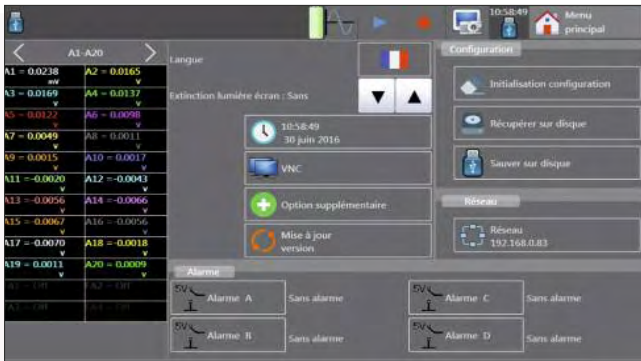 10:58:49
Menu
principal
A1-A20
A1 = 0.0238
mV
A2 = 0.0165
V
A3 = 0.0169
V
A4 = 0.0137
V
A5 = 0.0122
V
A6 = 0.0098
V
A7 = 0.0049
V
A8 = 0.0011
V
A9 = 0.0015
V
A10 = 0.0017
V
A11 =-0.0020
V
A12 =-0.0043
V
A13 =-0.0056
V
A14 =-0.0066
V
A15 =-0.0067
V
A16 =-0.0056
V
A17 =-0.0070
V
A18 =-0.0018
V
A19 = 0.0011
V
A20 = 0.0009
V
Langue
Extinction lumière écran : Sans
10:58:49
30 juin 2016
VNC
Option supplémentaire
Mise à jour
version
Configuration
Initialisation configuration
Récupérer sur disque
Sauver sur disque
Réseau
Réseau
192.168.0.83
Alarme
5V
Alarme A
Sans alarme
5V
Alarme C
Sans alarme
5V
Alarme B
Sans alarme
5V
Alarme D
Sans alarme